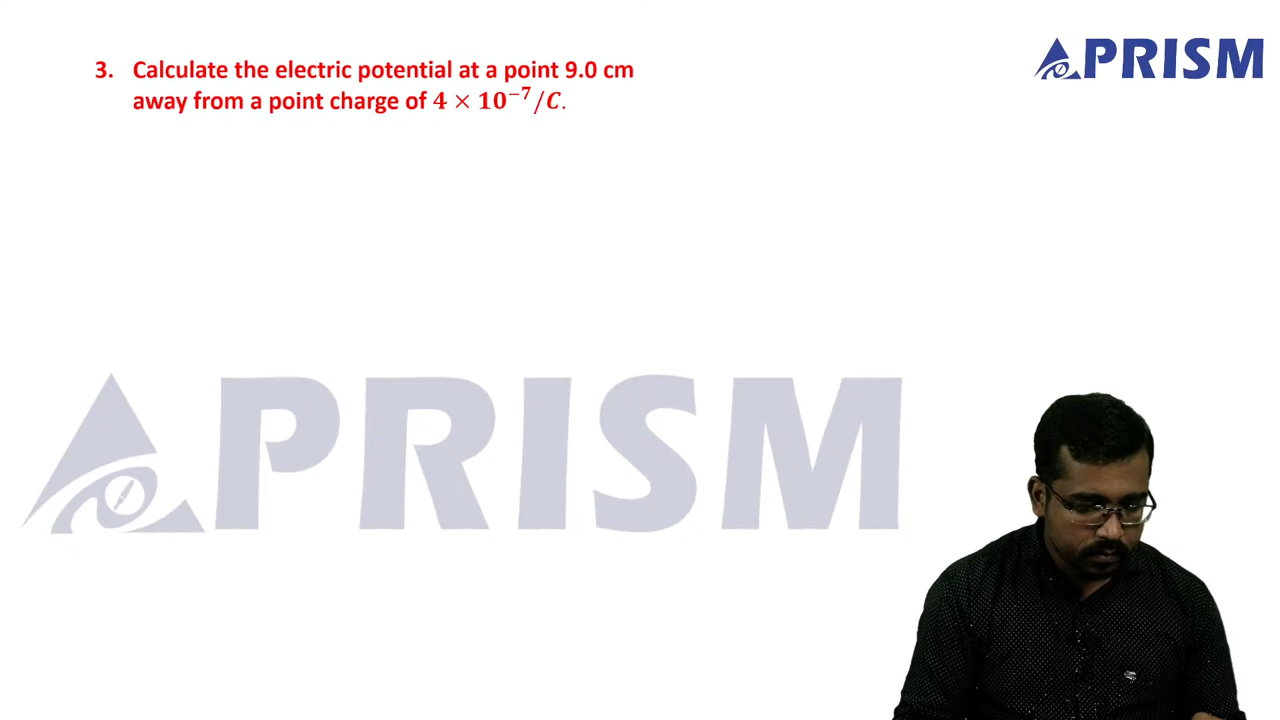 3. Calculate the electric potential at a point 9.0 cm
away from a point charge of 4 × 10⁻⁷/C.
PRISM
PRISM